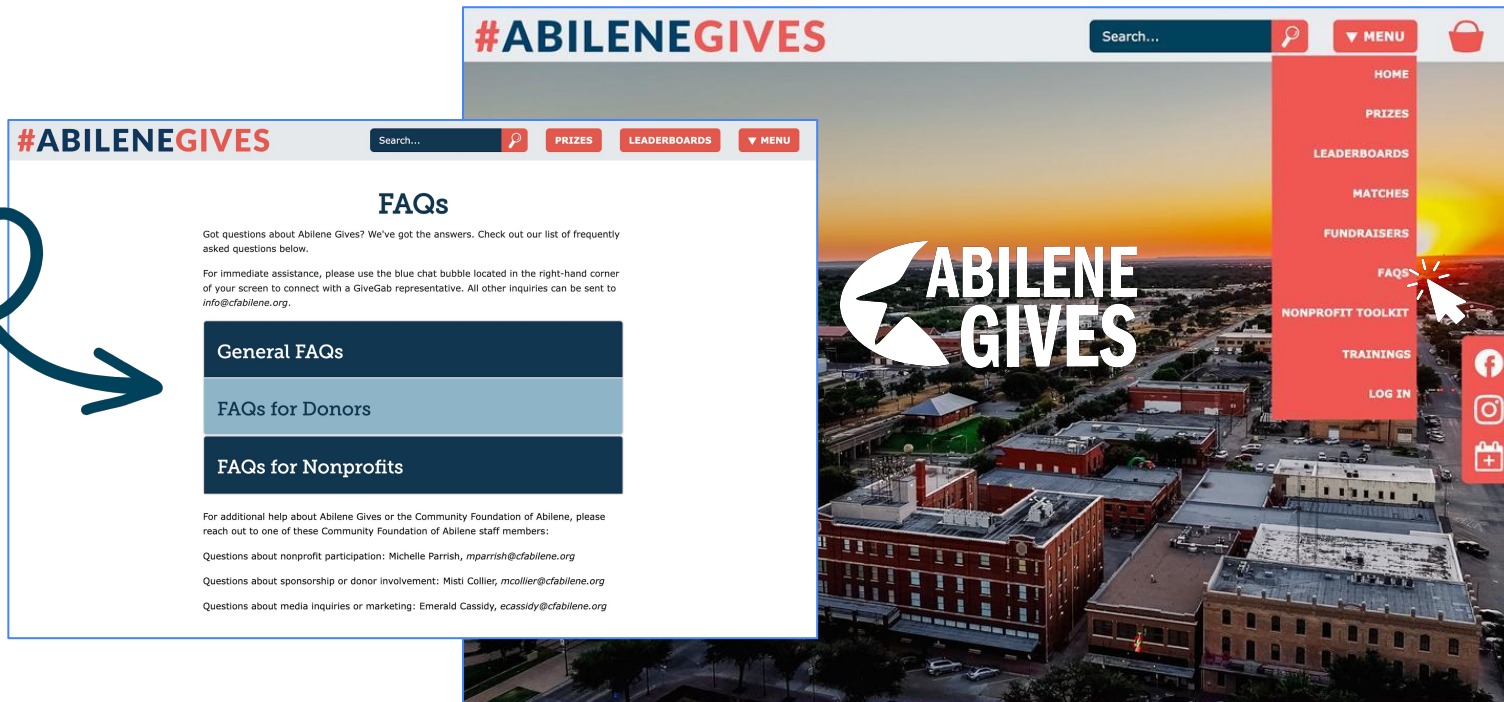 #ABILENEGIVES
Search...
▼ MENU
HOME
PRIZES
LEADERBOARDS
MATCHES
FUNDRAISERS
FAQS
NONPROFIT TOOLKIT
TRAININGS
LOG IN
ABILENE
GIVES
#ABILENEGIVES
Search...
PRIZES
LEADERBOARDS
▼ MENU
FAQs
Got questions about Abilene Gives? We've got the answers. Check out our list of frequently
asked questions below.
For immediate assistance, please use the blue chat bubble located in the right-hand corner
of your screen to connect with a GiveGab representative. All other inquiries can be sent to
info@cfabilene.org.
General FAQs
FAQs for Donors
FAQs for Nonprofits
For additional help about Abilene Gives or the Community Foundation of Abilene, please
reach out to one of these Community Foundation of Abilene staff members:
Questions about nonprofit participation: Michelle Parrish, mparrish@cfabilene.org
Questions about sponsorship or donor involvement: Misti Collier, mcollier@cfabilene.org
Questions about media inquiries or marketing: Emerald Cassidy, ecassidy@cfabilene.org